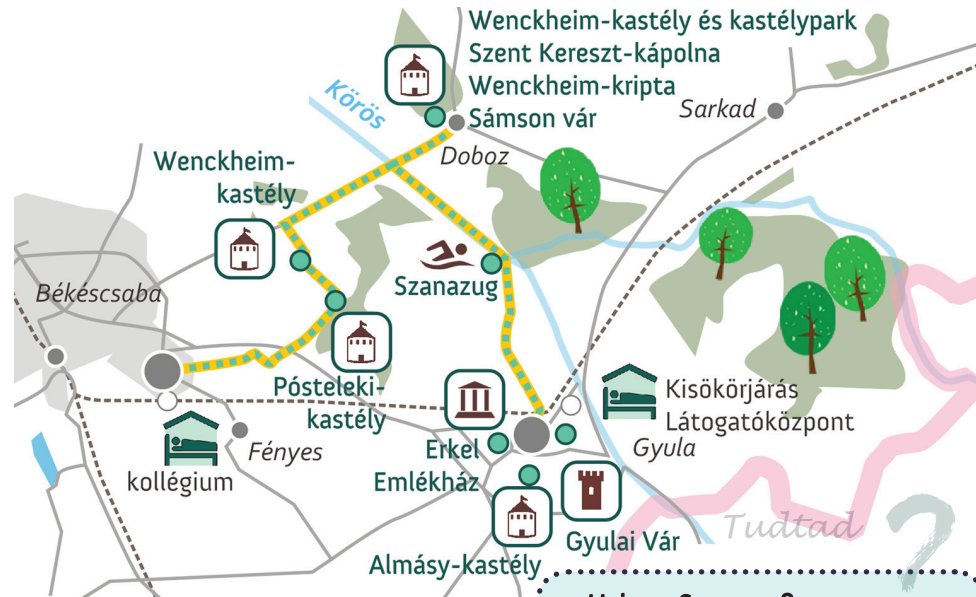 Wenckheim-kastély és kastélypark
Szent Kereszt-kápolna
Wenckheim-kripta
Sámson vár
Körös
Sarkad
Doboz
Wenckheim-
kastély
Szanazug
Békéscsaba
Pósteleki-
kastély
Kisökörjárás
Látogatóközpont
Gyula
Erkel
Emlékház
Fényes
kollégium
Gyulai Vár
Almásy-kastély
Tudtad
?